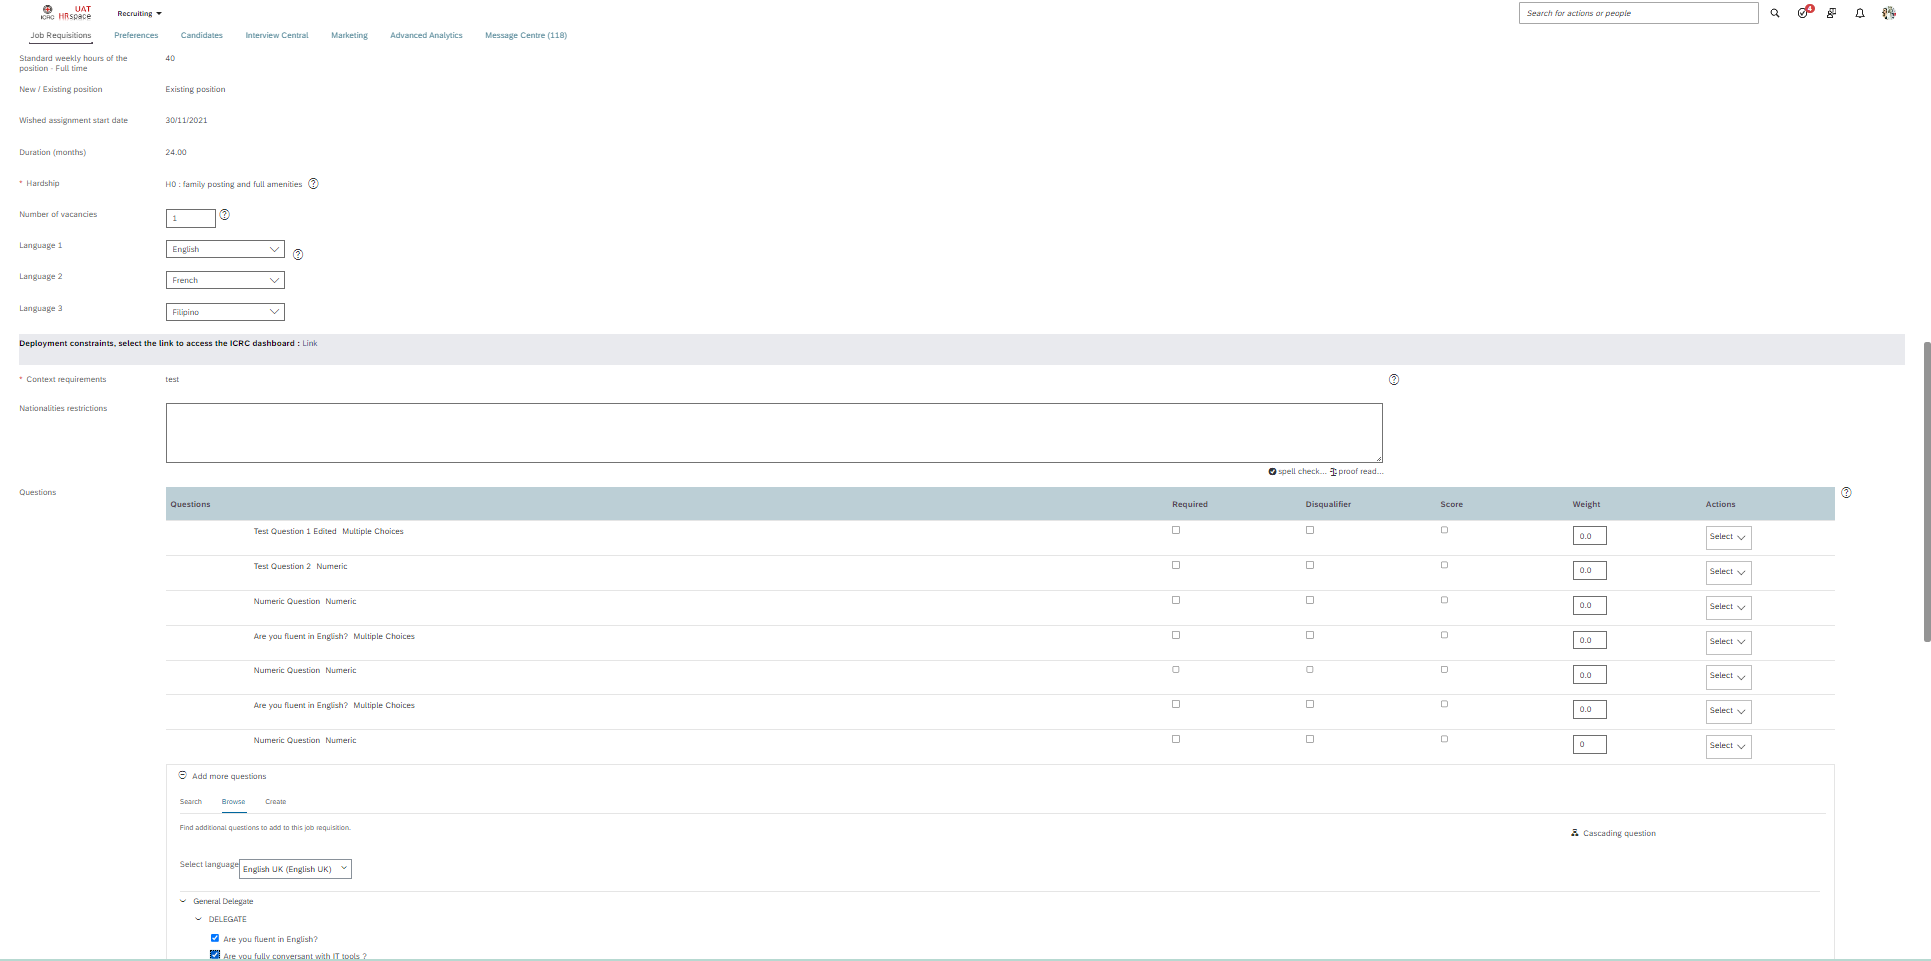 ICRC UAT HRspace Recruiting Search for actions or people 4
Job Requisitions Preferences Candidates Interview Central Marketing Advanced Analytics Message Centre (118)
Standard weekly hours of the position - Full time 40
New / Existing position Existing position
Wished assignment start date 30/11/2021
Duration (months) 24.00
* Hardship H0 : family posting and full amenities ?
Number of vacancies 1 ?
Language 1 English ?
Language 2 French
Language 3 Filipino
Deployment constraints, select the link to access the ICRC dashboard : Link
* Context requirements test ?
Nationalities restrictions
spell check... proof read...
Questions ?
Questions Required Disqualifier Score Weight Actions
Test Question 1 Edited Multiple Choices 0.0 Select
Test Question 2 Numeric 0.0 Select
Numeric Question Numeric 0.0 Select
Are you fluent in English? Multiple Choices 0.0 Select
Numeric Question Numeric 0.0 Select
Are you fluent in English? Multiple Choices 0.0 Select
Numeric Question Numeric 0 Select
Add more questions
Search Browse Create
Find additional questions to add to this job requisition.
Cascading question
Select language English UK (English UK)
General Delegate
DELEGATE
Are you fluent in English?
Are you fully conversant with IT tools ?